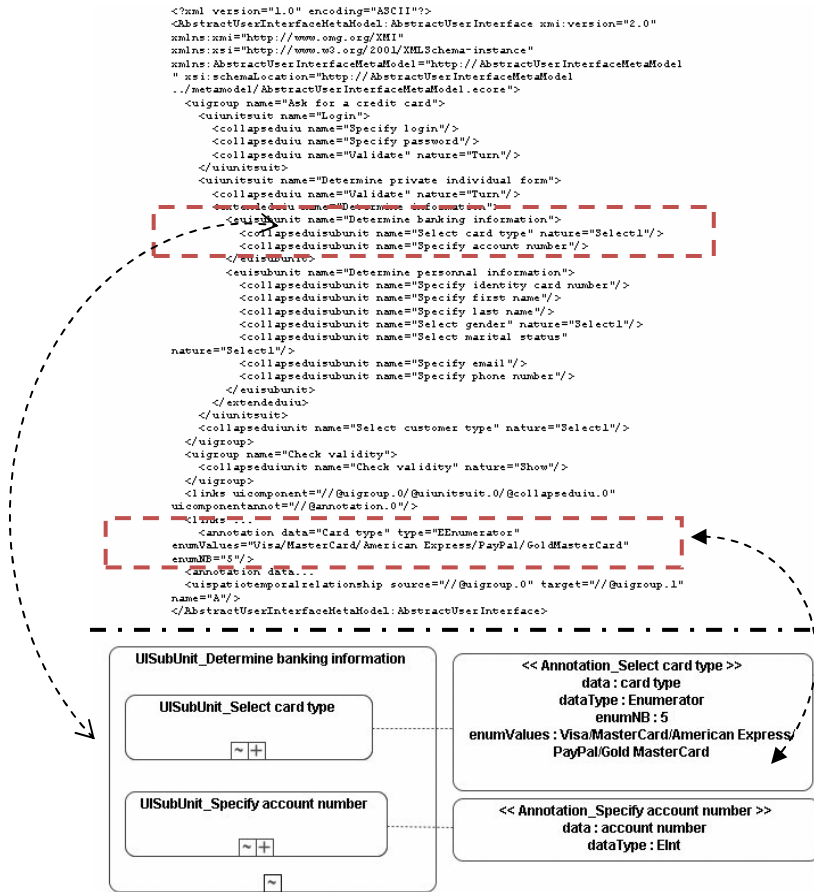 <?xml version="1.0" encoding="ASCII"?>
<AbstractUserInterfaceMetaModel:AbstractUserInterface xmi:version="2.0"
xmlns:xmi="http://www.omg.org/XMI"
xmlns:xsi="http://www.w3.org/2001/XMLSchema-instance"
xmlns:AbstractUserInterfaceMetaModel="http://AbstractUserInterfaceMetaModel
" xsi:schemaLocation="http://AbstractUserInterfaceMetaModel
../metamodel/AbstractUserInterfaceMetaModel.ecore">
<uigroup name="Ask for a credit card">
<uiunitsuit name="Login">
<collapseduiu name="Specify login"/>
<collapseduiu name="Specify password"/>
<collapseduiu name="Validate" nature="Turn"/>
</uiunitsuit>
<uiunitsuit name="Determine private individual form">
<collapseduiu name="Validate" nature="Turn"/>
<extendeduiu name="Determine information">
<euisubunit name="Determine banking information">
<collapseduisubunit name="Select card type" nature="Select1"/>
<collapseduisubunit name="Specify account number"/>
</euisubunit>
<euisubunit name="Determine personnal information">
<collapseduisubunit name="Specify identity card number"/>
<collapseduisubunit name="Specify first name"/>
<collapseduisubunit name="Specify last name"/>
<collapseduisubunit name="Select gender" nature="Select1"/>
<collapseduisubunit name="Select marital status"
nature="Select1"/>
<collapseduisubunit name="Specify email"/>
<collapseduisubunit name="Specify phone number"/>
</euisubunit>
</extendeduiu>
</uiunitsuit>
<collapseduiunit name="Select customer type" nature="Select1"/>
</uigroup>
<uigroup name="Check validity">
<collapseduiunit name="Check validity" nature="Show"/>
</uigroup>
<links uicomponent="//@uigroup.0/@uiunitsuit.0/@collapseduiu.0"
uicomponentannot="//@annotation.0"/>
<links ...
<annotation data="Card type" type="EEnumerator"
enumValues="Visa/MasterCard/American Express/PayPal/GoldMasterCard"
enumNB="5"/>
<annotation data...
<uispatiotemporalrelationship source="//@uigroup.0" target="//@uigroup.1"
name="A"/>
</AbstractUserInterfaceMetaModel:AbstractUserInterface>
UISubUnit_Determine banking information
UISubUnit_Select card type
~ +
UISubUnit_Specify account number
~ +
~
<< Annotation_Select card type >>
data : card type
dataType : Enumerator
enumNB : 5
enumValues : Visa/MasterCard/American Express/
PayPal/Gold MasterCard
<< Annotation_Specify account number >>
data : account number
dataType : EInt